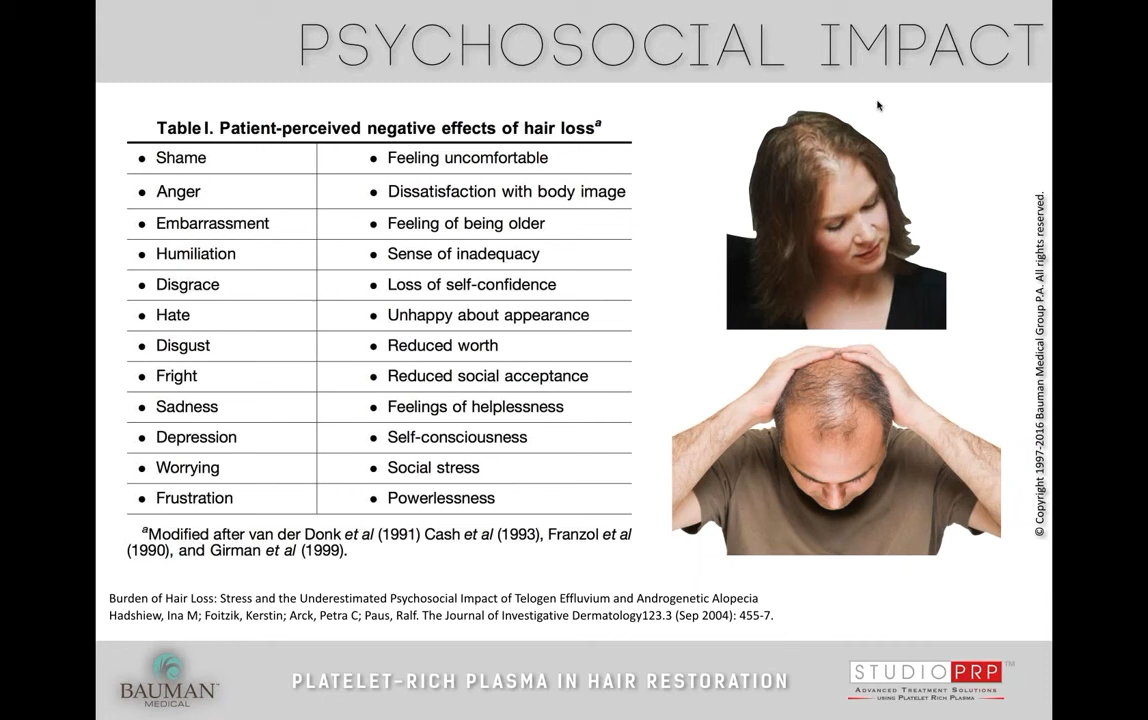 PSYCHOSOCIAL IMPACT
Table I. Patient-perceived negative effects of hair lossᵃ
• Shame • Feeling uncomfortable
• Anger • Dissatisfaction with body image
• Embarrassment • Feeling of being older
• Humiliation • Sense of inadequacy
• Disgrace • Loss of self-confidence
• Hate • Unhappy about appearance
• Disgust • Reduced worth
• Fright • Reduced social acceptance
• Sadness • Feelings of helplessness
• Depression • Self-consciousness
• Worrying • Social stress
• Frustration • Powerlessness
ᵃModified after van der Donk et al (1991) Cash et al (1993), Franzol et al
(1990), and Girman et al (1999).
Burden of Hair Loss: Stress and the Underestimated Psychosocial Impact of Telogen Effluvium and Androgenetic Alopecia
Hadshiew, Ina M; Foitzik, Kerstin; Arck, Petra C; Paus, Ralf. The Journal of Investigative Dermatology123.3 (Sep 2004): 455-7.
© Copyright 1997-2016 Bauman Medical Group P.A. All rights reserved.
BAUMAN™
MEDICAL
PLATELET-RICH PLASMA IN HAIR RESTORATION
STUDIO PRP™
ADVANCED TREATMENT SOLUTIONS
USING PLATELET RICH PLASMA